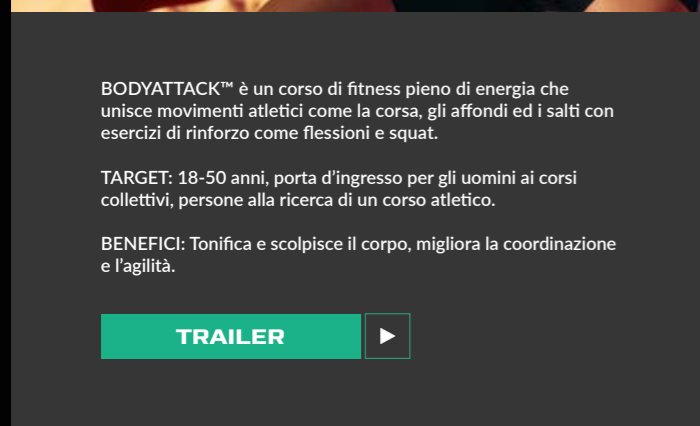 BODYATTACK™ è un corso di fitness pieno di energia che
unisce movimenti atletici come la corsa, gli affondi ed i salti con
esercizi di rinforzo come flessioni e squat.
TARGET: 18-50 anni, porta d’ingresso per gli uomini ai corsi
collettivi, persone alla ricerca di un corso atletico.
BENEFICI: Tonifica e scolpisce il corpo, migliora la coordinazione
e l’agilità.
TRAILER